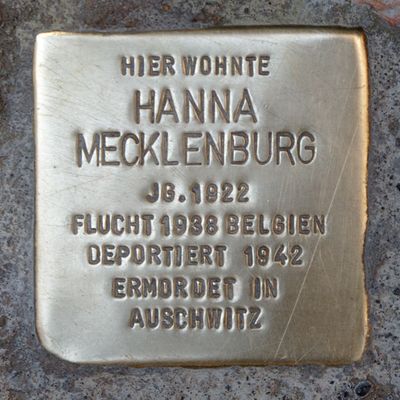 HIER WOHNTE
HANNA
MECKLENBURG
JG. 1922
FLUCHT 1938 BELGIEN
DEPORTIERT 1942
ERMORDET IN
AUSCHWITZ